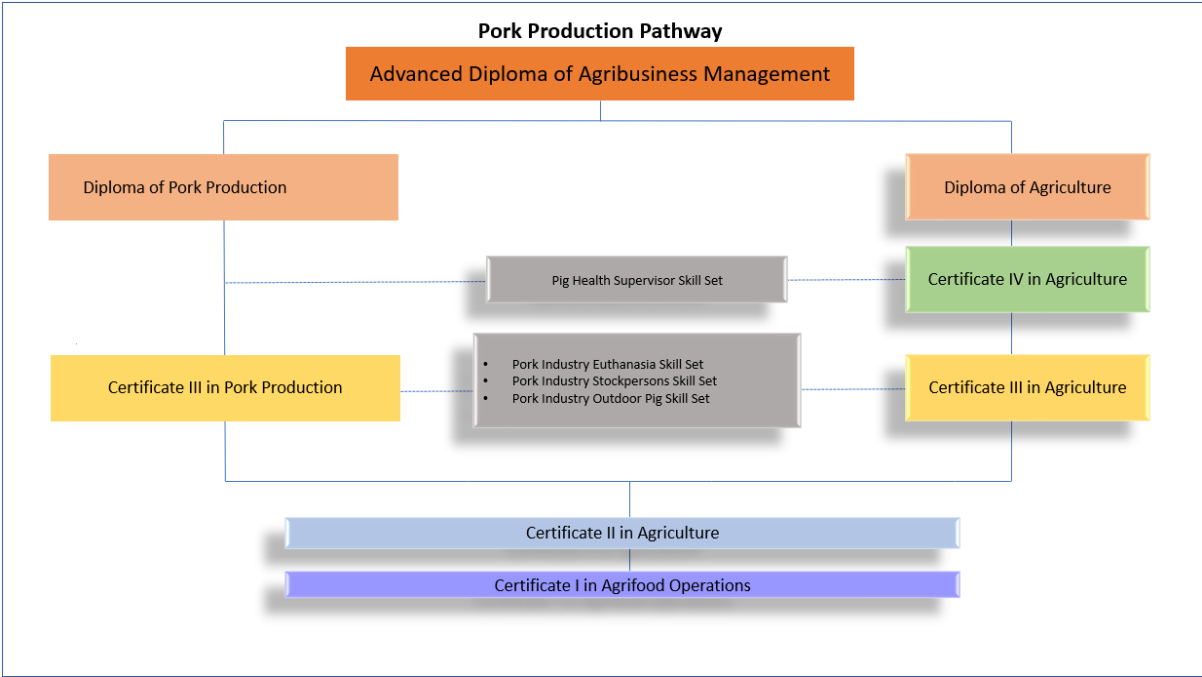 Pork Production Pathway
Advanced Diploma of Agribusiness Management
Diploma of Pork Production
Diploma of Agriculture
Pig Health Supervisor Skill Set
Certificate IV in Agriculture
Certificate III in Pork Production
• Pork Industry Euthanasia Skill Set
• Pork Industry Stockpersons Skill Set
• Pork Industry Outdoor Pig Skill Set
Certificate III in Agriculture
Certificate II in Agriculture
Certificate I in Agrifood Operations